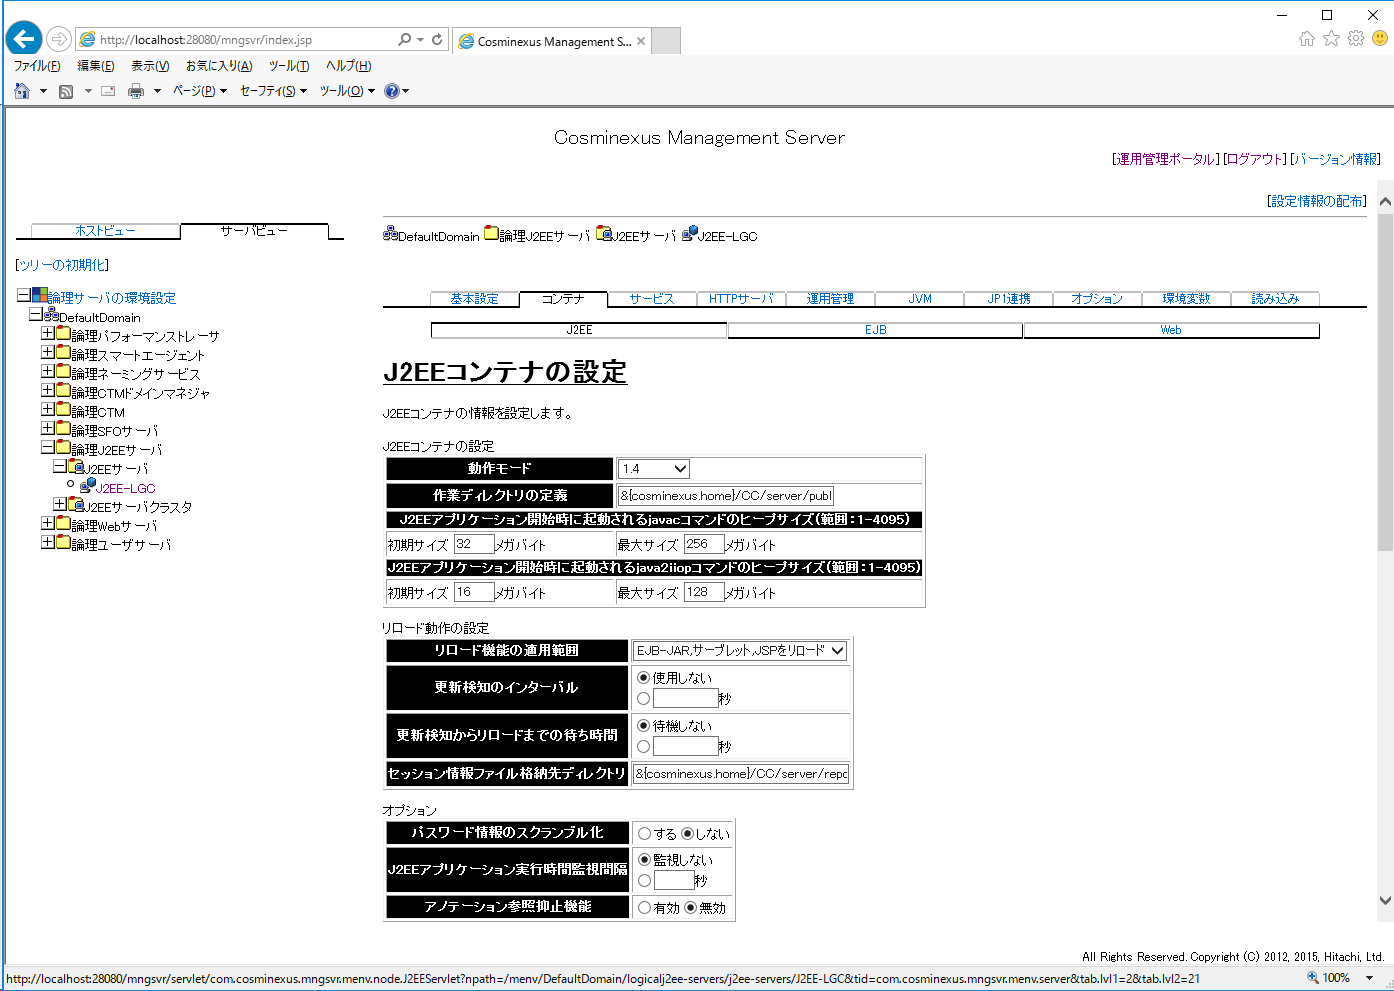 http://localhost:28080/mngsvr/index.jsp
Cosminexus Management S...
ファイル(F) 編集(E) 表示(V) お気に入り(A) ツール(T) ヘルプ(H)
ページ(P) セーフティ(S) ツール(O)
Cosminexus Management Server
[運用管理ポータル] [ログアウト] [バージョン情報]
[設定情報の配布]
ホストビュー サーバビュー
[ツリーの初期化]
論理サーバの環境設定
DefaultDomain
論理パフォーマンストレーサ
論理スマートエージェント
論理ネーミングサービス
論理CTMドメインマネジャ
論理CTM
論理SFOサーバ
論理J2EEサーバ
J2EEサーバ
J2EE-LGC
J2EEサーバクラスタ
論理Webサーバ
論理ユーザサーバ
DefaultDomain 論理J2EEサーバ J2EEサーバ J2EE-LGC
基本設定 コンテナ サービス HTTPサーバ 運用管理 JVM JP1連携 オプション 環境変数 読み込み
J2EE EJB Web
J2EEコンテナの設定
J2EEコンテナの情報を設定します。
J2EEコンテナの設定
動作モード 1.4
作業ディレクトリの定義 &{cosminexus.home}/CC/server/publ
J2EEアプリケーション開始時に起動されるjavacコマンドのヒープサイズ(範囲：1-4095)
初期サイズ 32 メガバイト 最大サイズ 256 メガバイト
J2EEアプリケーション開始時に起動されるjava2iiopコマンドのヒープサイズ(範囲：1-4095)
初期サイズ 16 メガバイト 最大サイズ 128 メガバイト
リロード動作の設定
リロード機能の適用範囲 EJB-JAR,サーブレット,JSPをリロード
更新検知のインターバル 使用しない
秒
更新検知からリロードまでの待ち時間 待機しない
秒
セッション情報ファイル格納先ディレクトリ &{cosminexus.home}/CC/server/repo
オプション
パスワード情報のスクランブル化 する しない
J2EEアプリケーション実行時間監視間隔 監視しない
秒
アノテーション参照抑止機能 有効 無効
All Rights Reserved. Copyright (C) 2012, 2015, Hitachi, Ltd.
http://localhost:28080/mngsvr/servlet/com.cosminexus.mngsvr.menv.node.J2EEServlet?npath=/menv/DefaultDomain/logicalj2ee-servers/j2ee-servers/J2EE-LGC&tid=com.cosminexus.mngsvr.menv.server&tab.lvl1=2&tab.lvl2=21
100%